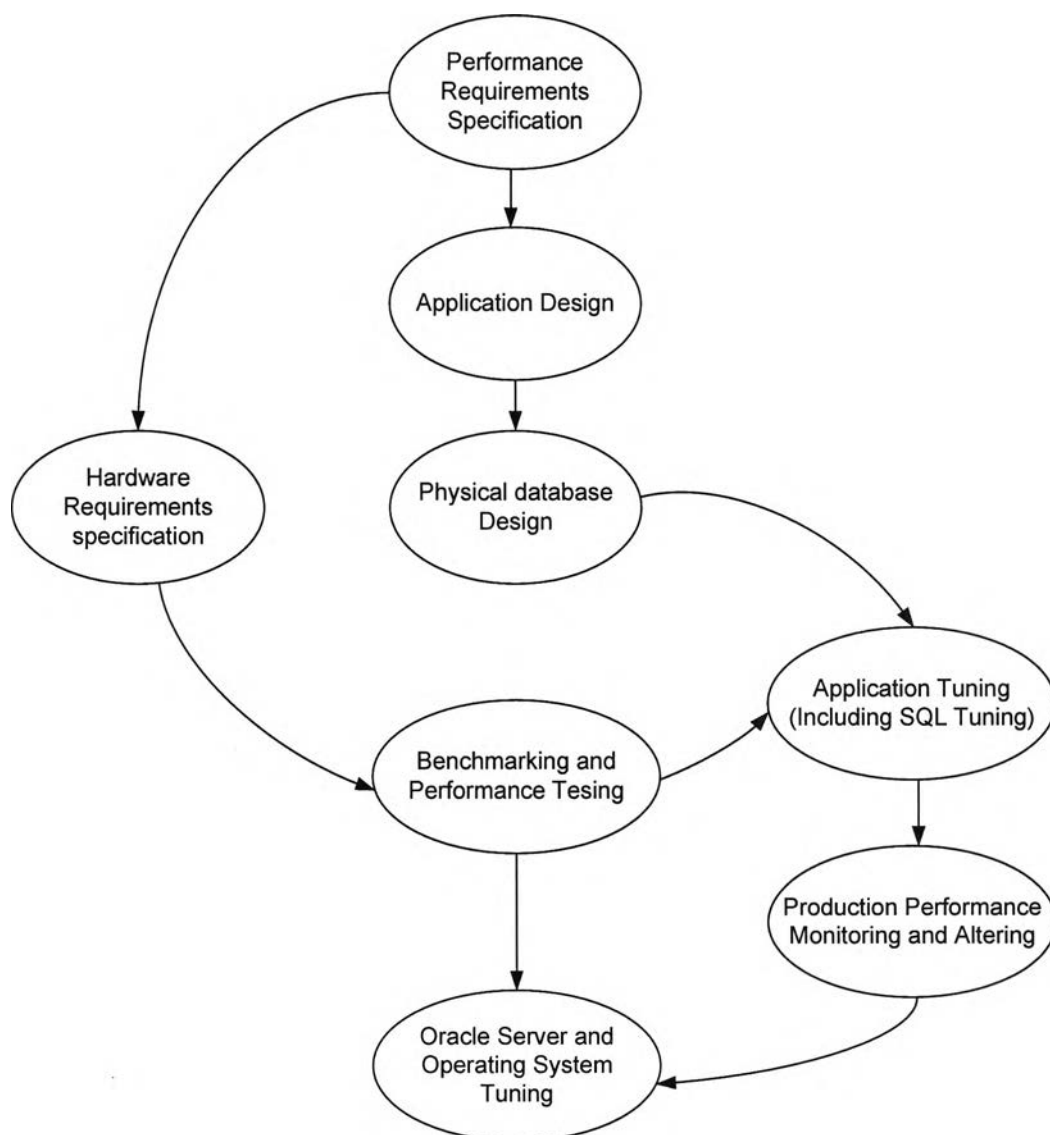 Performance
Requirements
Specification
Application Design
Hardware
Requirements
specification
Physical database
Design
Application Tuning
(Including SQL Tuning)
Benchmarking and
Performance Tesing
Production Performance
Monitoring and Altering
Oracle Server and
Operating System
Tuning